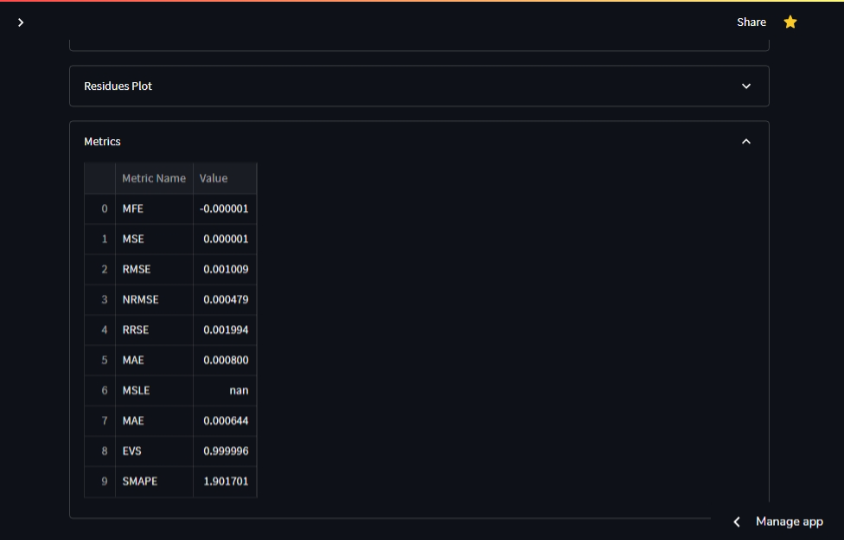 Share
Residues Plot
Metrics
Metric Name Value
0 MFE -0.000001
1 MSE 0.000001
2 RMSE 0.001009
3 NRMSE 0.000479
4 RRSE 0.001994
5 MAE 0.000800
6 MSLE nan
7 MAE 0.000644
8 EVS 0.999996
9 SMAPE 1.901701
Manage app